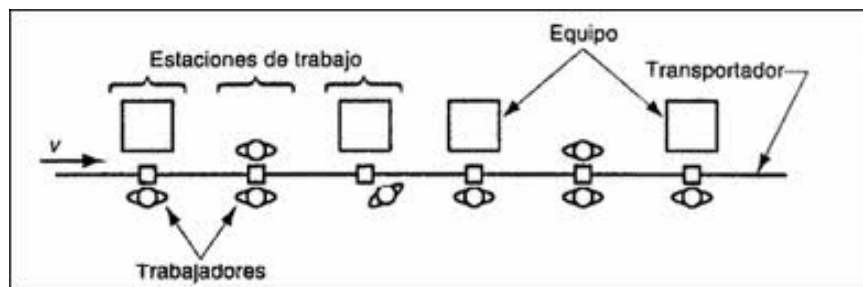 Equipo
Estaciones de trabajo
Transportador
v
Trabajadores